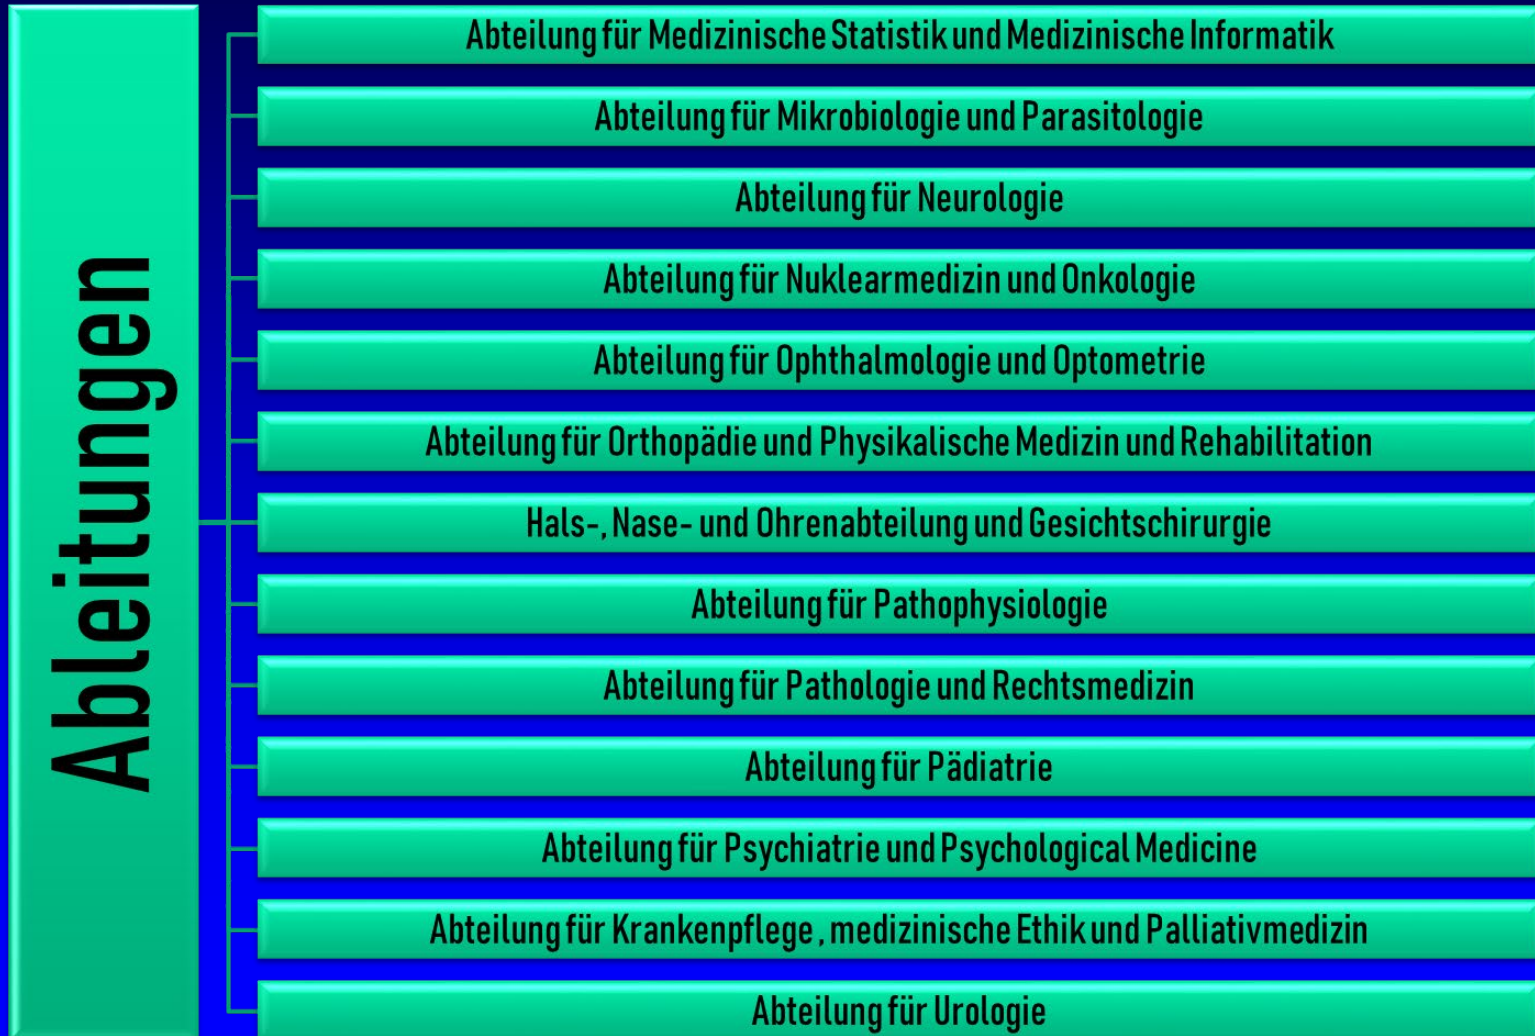 Ableitungen
Abteilung für Medizinische Statistik und Medizinische Informatik
Abteilung für Mikrobiologie und Parasitologie
Abteilung für Neurologie
Abteilung für Nuklearmedizin und Onkologie
Abteilung für Ophthalmologie und Optometrie
Abteilung für Orthopädie und Physikalische Medizin und Rehabilitation
Hals-, Nase- und Ohrenabteilung und Gesichtschirurgie
Abteilung für Pathophysiologie
Abteilung für Pathologie und Rechtsmedizin
Abteilung für Pädiatrie
Abteilung für Psychiatrie und Psychological Medicine
Abteilung für Krankenpflege , medizinische Ethik und Palliativmedizin
Abteilung für Urologie